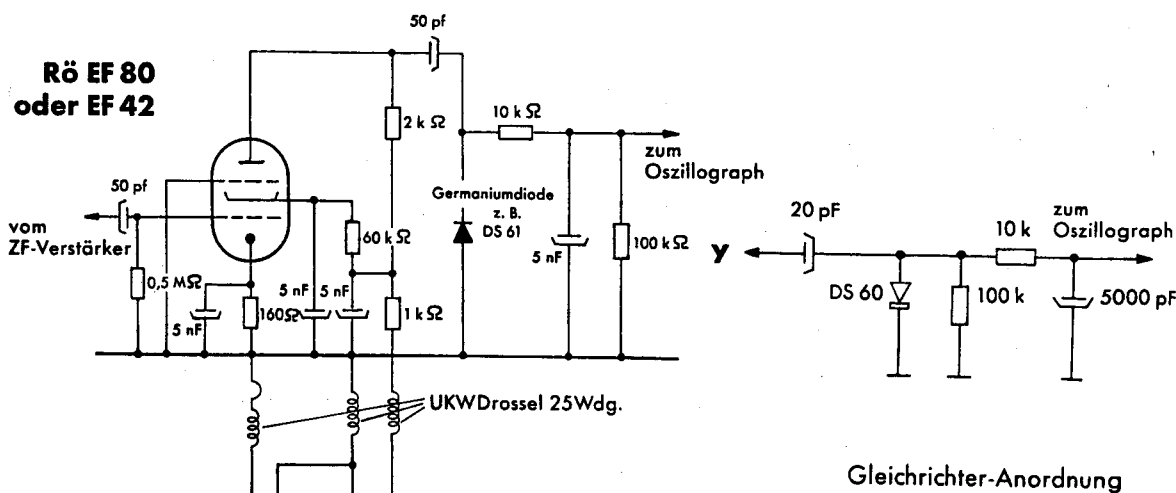 Rö EF 80
oder EF 42
50 pf
2 kΩ
10 kΩ
zum
Oszillograph
50 pf
vom
ZF-Verstärker
0,5 MΩ
5 nF
160Ω
5 nF
5 nF
60 kΩ
1 kΩ
Germaniumdiode
z. B.
DS 61
5 nF
100 kΩ
UKWDrossel 25Wdg.
y
20 pF
DS 60
100 k
10 k
zum
Oszillograph
5000 pF
Gleichrichter-Anordnung